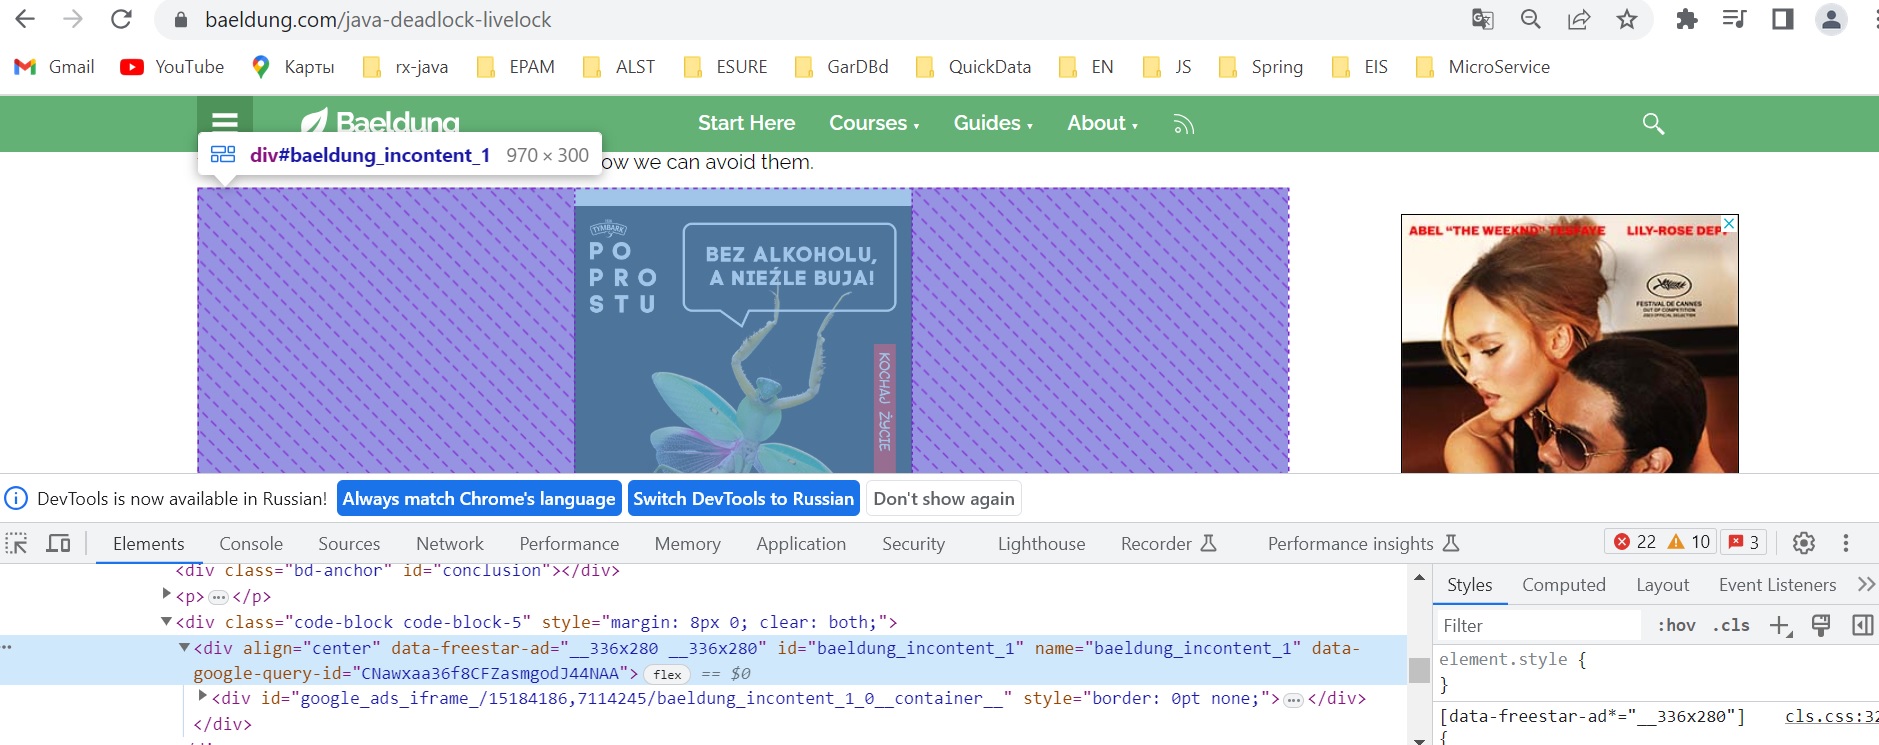 baeldung.com/java-deadlock-livelock
Gmail YouTube Карты rx-java EPAM ALST ESURE GarDBd QuickData EN JS Spring EIS MicroService
Baeldung Start Here Courses Guides About
div#baeldung_incontent_1 970 × 300
ow we can avoid them.
TYMBARK
PO
PRO
STU
BEZ ALKOHOLU,
A NIEŹLE BUJA!
KOCHAJ ŻYCIE
ABEL "THE WEEKND" TESFAYE LILY-ROSE DEP
FESTIVAL DE CANNES
OUT OF COMPETITION
2023 OFFICIAL SELECTION
DevTools is now available in Russian! Always match Chrome's language Switch DevTools to Russian Don't show again
Elements Console Sources Network Performance Memory Application Security Lighthouse Recorder Performance insights 22 10 3
<div class="bd-anchor" id="conclusion"></div>
<p>…</p>
<div class="code-block code-block-5" style="margin: 8px 0; clear: both;">
<div align="center" data-freestar-ad="__336x280 __336x280" id="baeldung_incontent_1" name="baeldung_incontent_1" data-
google-query-id="CNawxaa36f8CFZasmgodJ44NAA"> flex == $0
<div id="google_ads_iframe_/15184186,7114245/baeldung_incontent_1_0__container__" style="border: 0pt none;">…</div>
</div>
Styles Computed Layout Event Listeners
Filter :hov .cls
element.style {
}
[data-freestar-ad*="__336x280"] cls.css:32
{